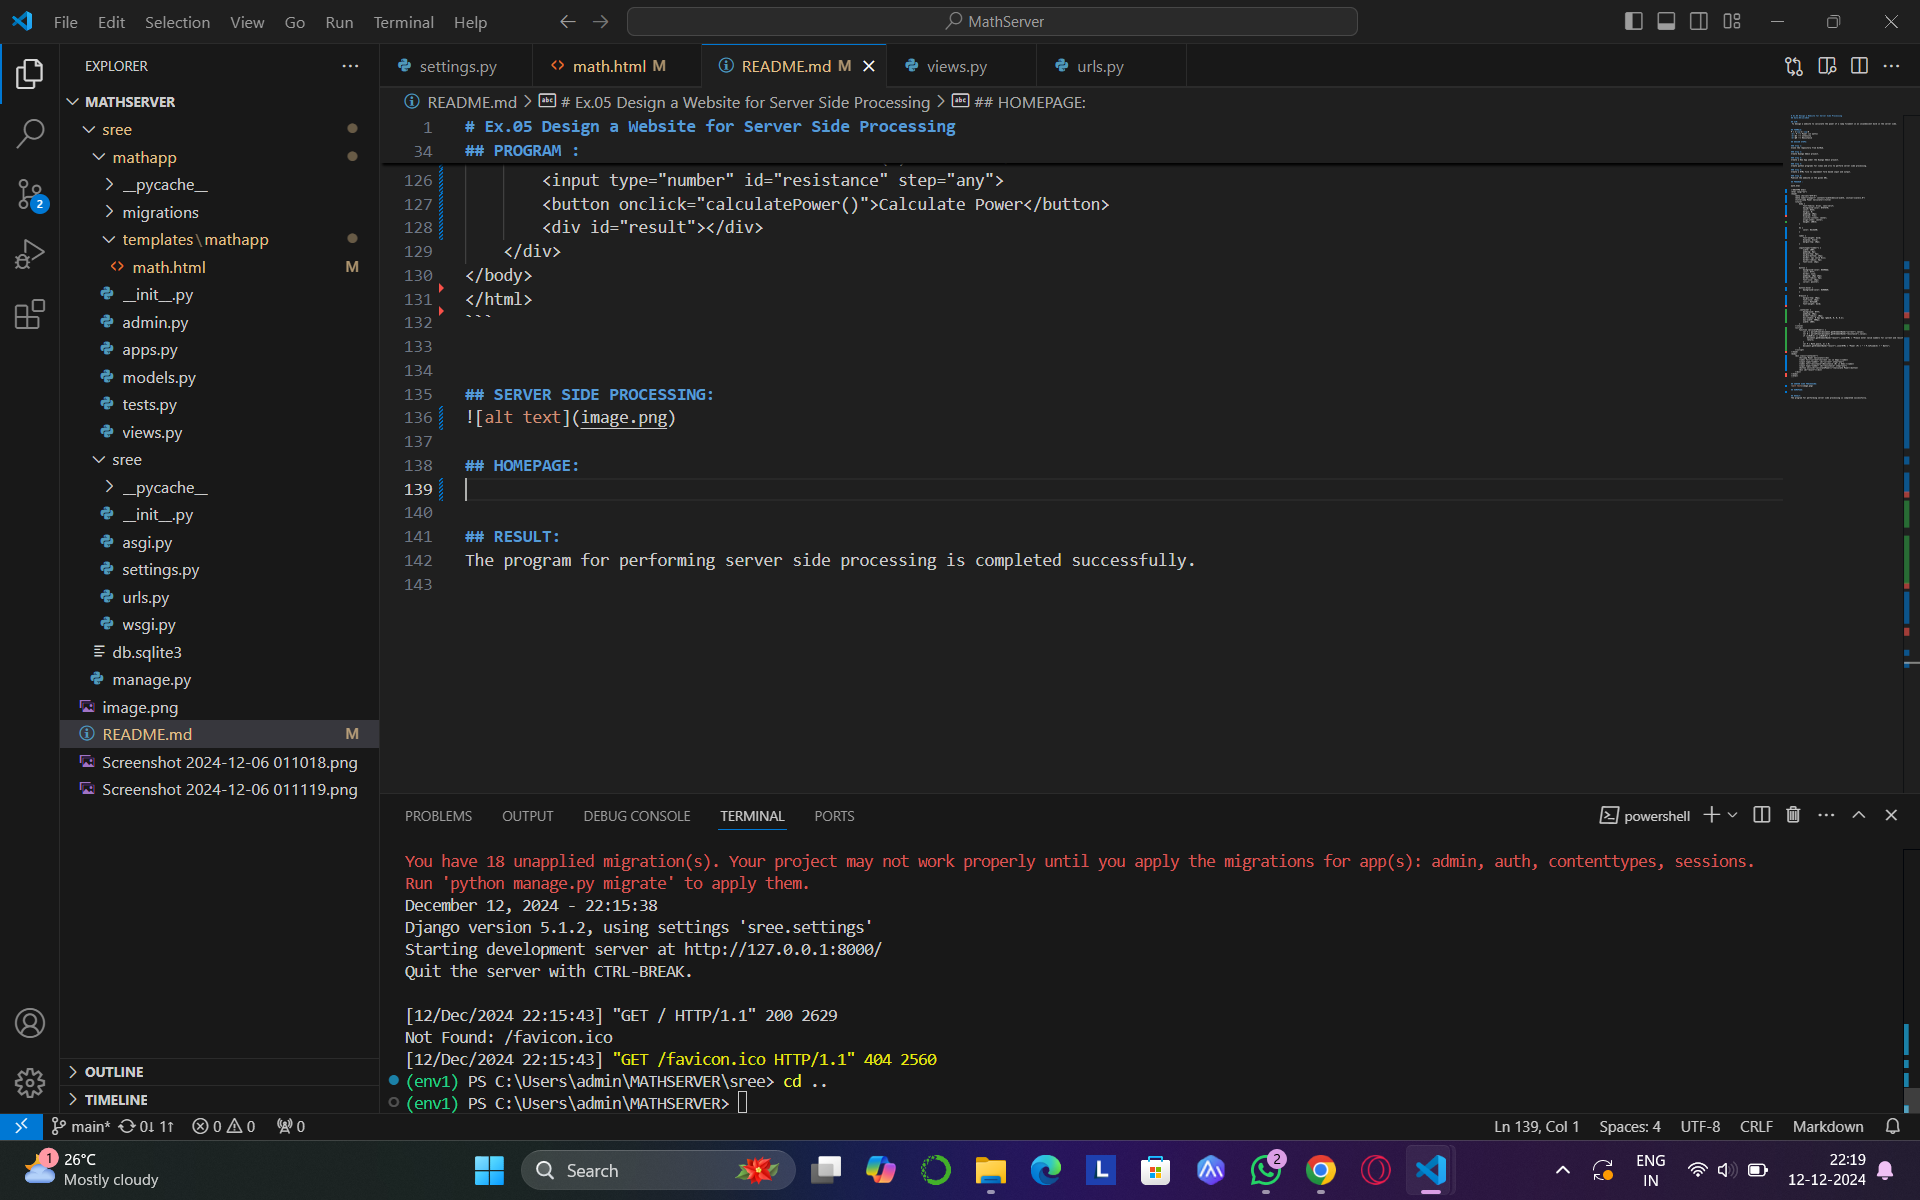 File Edit Selection View Go Run Terminal Help
MathServer
EXPLORER
MATHSERVER
sree
mathapp
__pycache__
migrations
templates\mathapp
math.html M
__init__.py
admin.py
apps.py
models.py
tests.py
views.py
sree
__pycache__
__init__.py
asgi.py
settings.py
urls.py
wsgi.py
db.sqlite3
manage.py
image.png
README.md M
Screenshot 2024-12-06 011018.png
Screenshot 2024-12-06 011119.png
OUTLINE
TIMELINE
2
settings.py
math.html M
README.md M
views.py
urls.py
README.md > # Ex.05 Design a Website for Server Side Processing > ## HOMEPAGE:
1 # Ex.05 Design a Website for Server Side Processing
34 ## PROGRAM :
126 <input type="number" id="resistance" step="any">
127 <button onclick="calculatePower()">Calculate Power</button>
128 <div id="result"></div>
129 </div>
130 </body>
131 </html>
132 ```
133
134
135 ## SERVER SIDE PROCESSING:
136 ![alt text](image.png)
137
138 ## HOMEPAGE:
139
140
141 ## RESULT:
142 The program for performing server side processing is completed successfully.
143
PROBLEMS OUTPUT DEBUG CONSOLE TERMINAL PORTS
powershell
You have 18 unapplied migration(s). Your project may not work properly until you apply the migrations for app(s): admin, auth, contenttypes, sessions.
Run 'python manage.py migrate' to apply them.
December 12, 2024 - 22:15:38
Django version 5.1.2, using settings 'sree.settings'
Starting development server at http://127.0.0.1:8000/
Quit the server with CTRL-BREAK.
[12/Dec/2024 22:15:43] "GET / HTTP/1.1" 200 2629
Not Found: /favicon.ico
[12/Dec/2024 22:15:43] "GET /favicon.ico HTTP/1.1" 404 2560
(env1) PS C:\Users\admin\MATHSERVER\sree> cd ..
(env1) PS C:\Users\admin\MATHSERVER>
main* 0↓ 1↑ 0 0 0
Ln 139, Col 1 Spaces: 4 UTF-8 CRLF Markdown
1
26°C
Mostly cloudy
Search
L
2
ENG
IN
22:19
12-12-2024